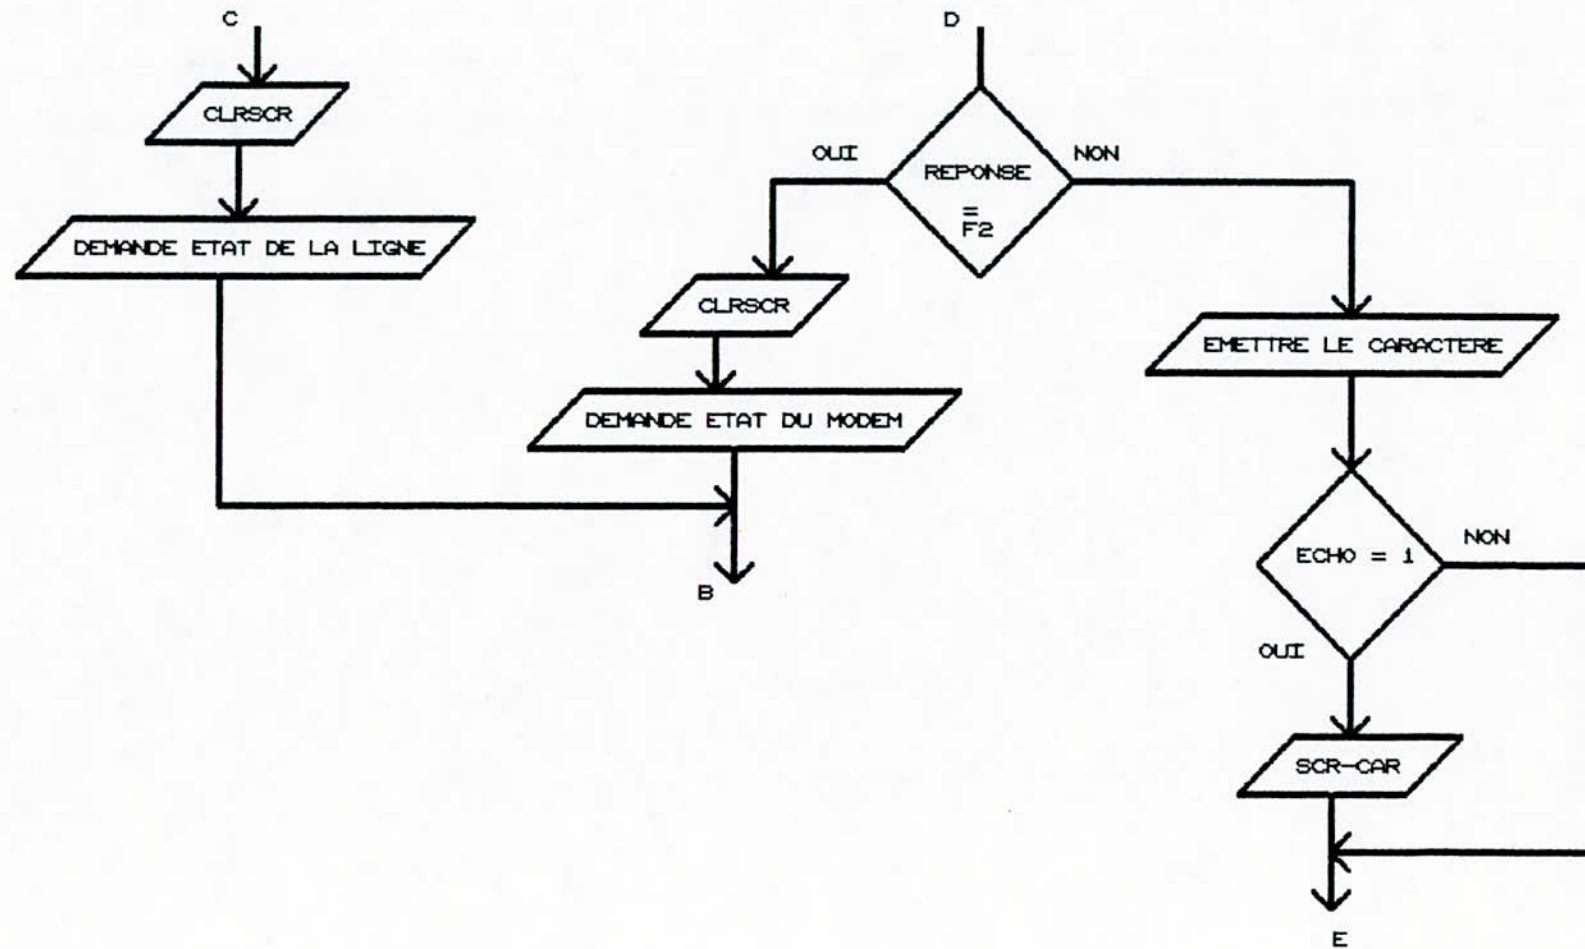 C
CLRSCR
DEMANDE ETAT DE LA LIGNE
D
OUI
REPONSE
=
F2
NON
CLRSCR
DEMANDE ETAT DU MODEM
B
EMETTRE LE CARACTERE
ECHO = 1
NON
OUI
SCR-CAR
E